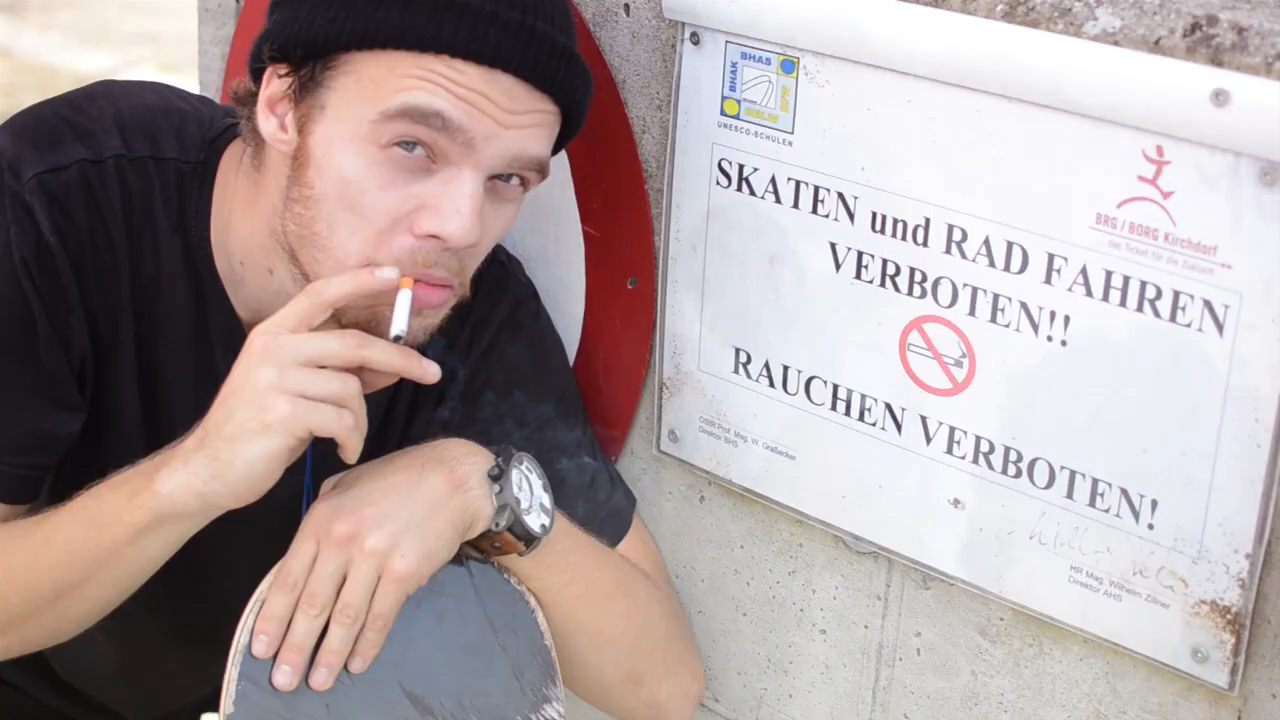 BHAS
BHAK
UNESCO-SCHULEN
BRG / BORG Kirchdorf
das Ticket für die Zukunft
SKATEN und RAD FAHREN
VERBOTEN!!
RAUCHEN VERBOTEN!
OStR Prof. Mag. W. Graßecker
Direktor BHS
HR Mag. Wilhelm Zillner
Direktor AHS